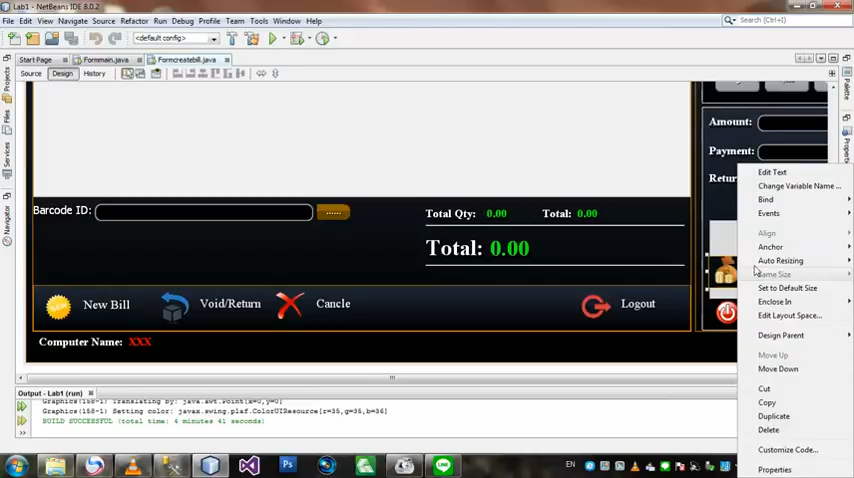 Lab1 - NetBeans IDE 8.0.2
File Edit View Navigate Source Refactor Run Debug Profile Team Tools Window Help
Search (Ctrl+I)
<default config>
Start Page Formmain.java Formcreatebill.java
Source Design History
Projects
Files
Services
Navigator
Palette
Amount:
Payment:
Barcode ID: ......
Total Qty: 0.00 Total: 0.00
Total: 0.00
New Bill Void/Return Cancle Logout
Computer Name: XXX
Edit Text
Change Variable Name ...
Bind
Events
Align
Anchor
Auto Resizing
Same Size
Set to Default Size
Enclose In
Edit Layout Space...
Design Parent
Move Up
Move Down
Cut
Copy
Duplicate
Delete
Customize Code...
Properties
Output - Lab1 (run)
Graphics(158-1) Setting color: javax.swing.plaf.ColorUIResource[r=35,g=35,b=36]
BUILD SUCCESSFUL (total time: 4 minutes 41 seconds)
EN